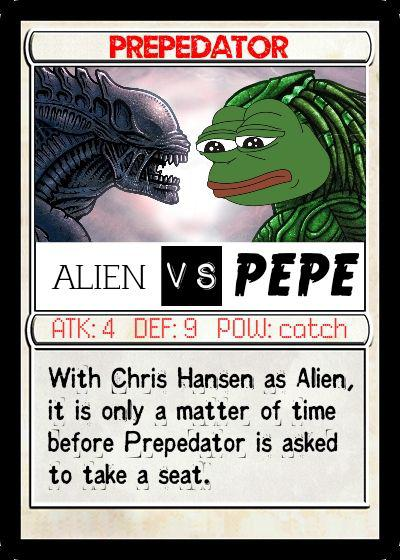 PREPEDATOR
ALIEN VS PEPE
ATK: 4 DEF: 9 POW: catch
With Chris Hansen as Alien,
it is only a matter of time
before Prepedator is asked
to take a seat.